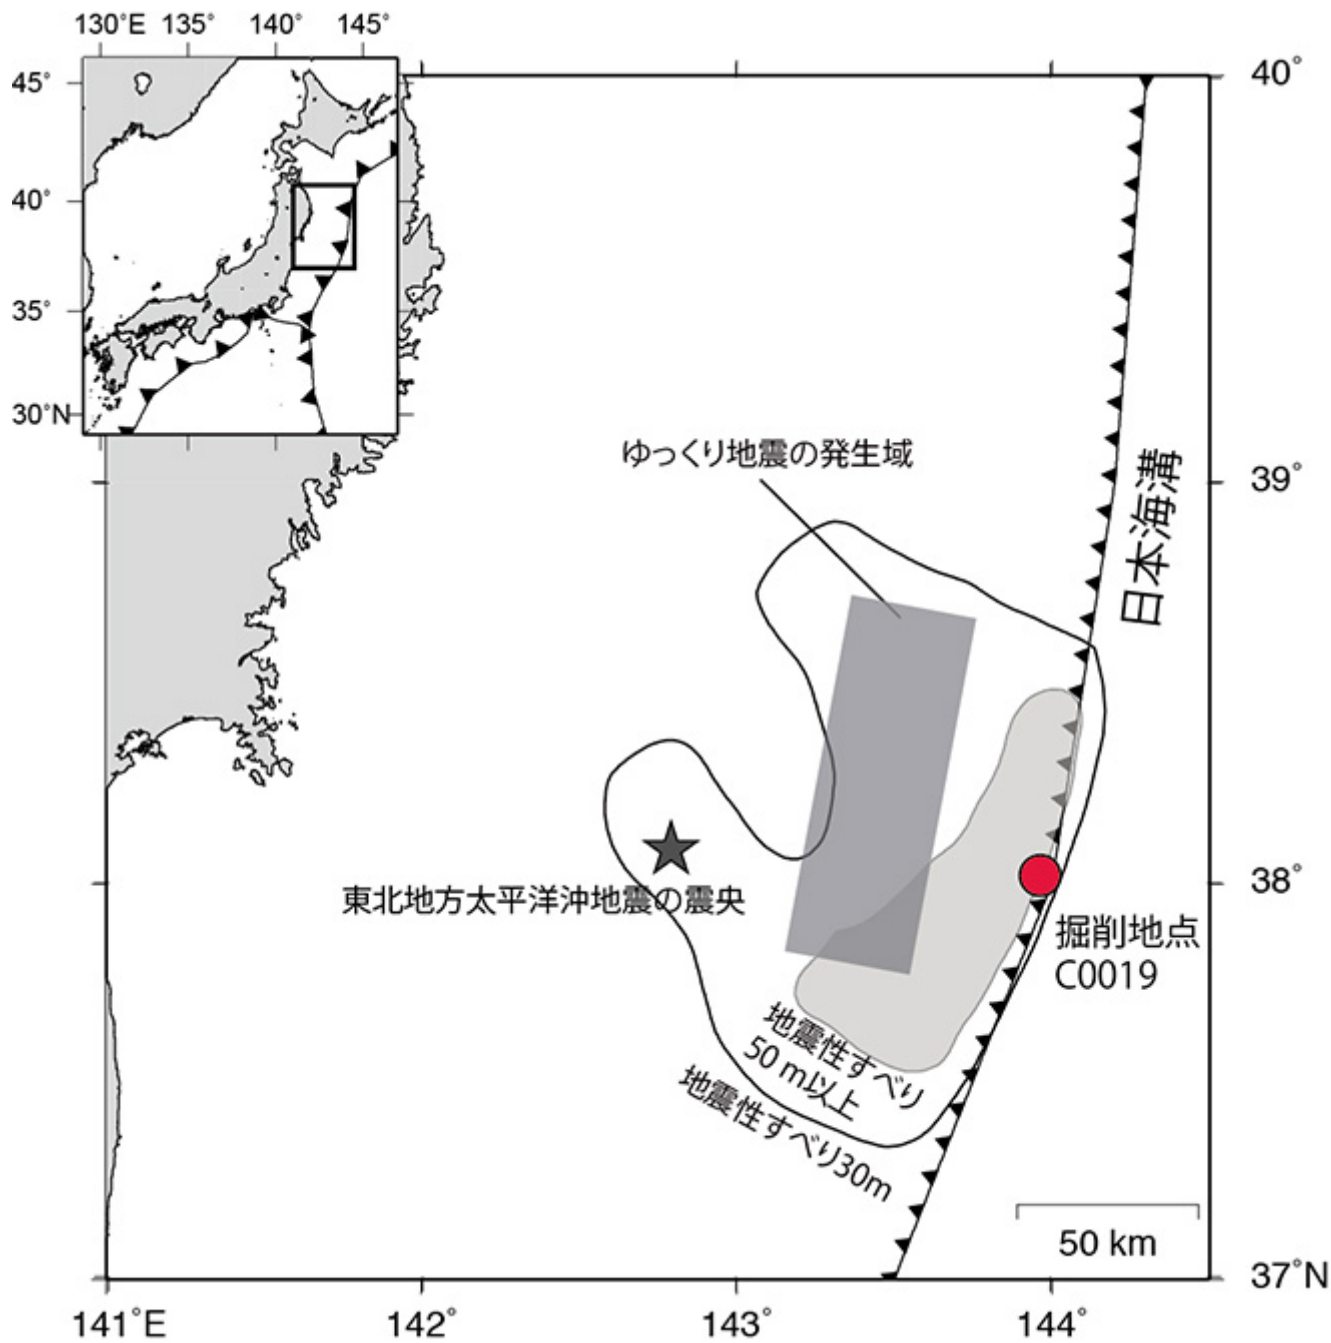 130˚E 135˚ 140˚ 145˚
45˚
40˚
35˚
30˚N
40˚
39˚
38˚
37˚N
ゆっくり地震の発生域
日本海溝
東北地方太平洋沖地震の震央
掘削地点
C0019
地震性すべり
50 m以上
地震性すべり30m
50 km
141˚E 142˚ 143˚ 144˚